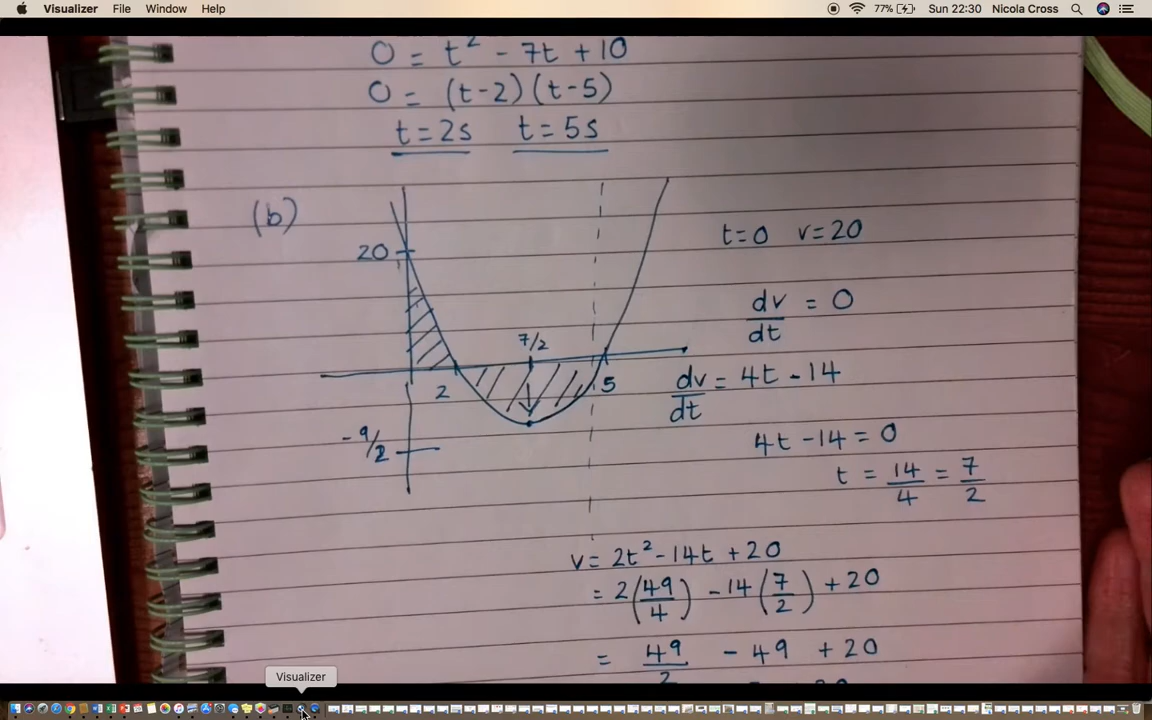 Visualizer File Window Help 77% Sun 22:30 Nicola Cross
0 = t² - 7t + 10
0 = (t-2)(t-5)
t=2s t=5s
(b)
20
t=0 v=20
dv/dt = 0
7/2
2
5
dv/dt = 4t - 14
-9/2
4t - 14 = 0
t = 14/4 = 7/2
v = 2t² - 14t + 20
= 2(49/4) - 14(7/2) + 20
= 49/2 - 49 + 20
Visualizer